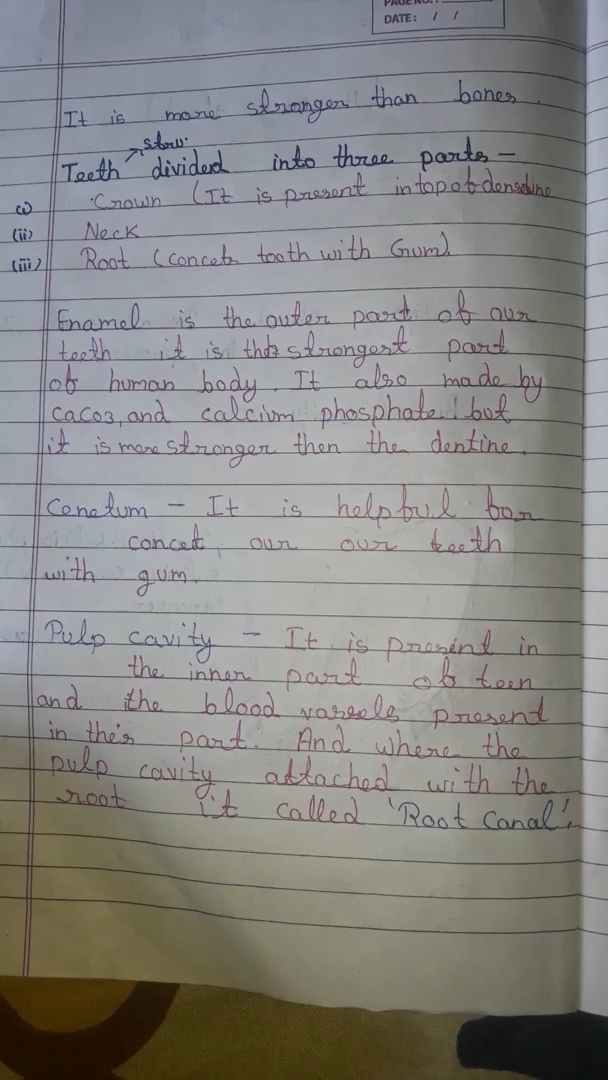 PAGE NO.:
DATE: / /
It is more stronger than bones.
Teeth divided into three parts -
(i) Crown (It is present in top of
(ii) Neck
(iii) Root (concet tooth with Gum).
Enamel is the outer part of our
teeth it is the strongest part
of human body. It also made by
caco3, and calcium phosphate but
it is more stronger then the dentine.
Cenetum - It is helpful for
concet our our teeth
with gum.
Pulp cavity - It is present in
the inner part of teen
and the blood vaseels present
in the's part. And where the
pulp cavity attached with the
root it called 'Root Canal'.